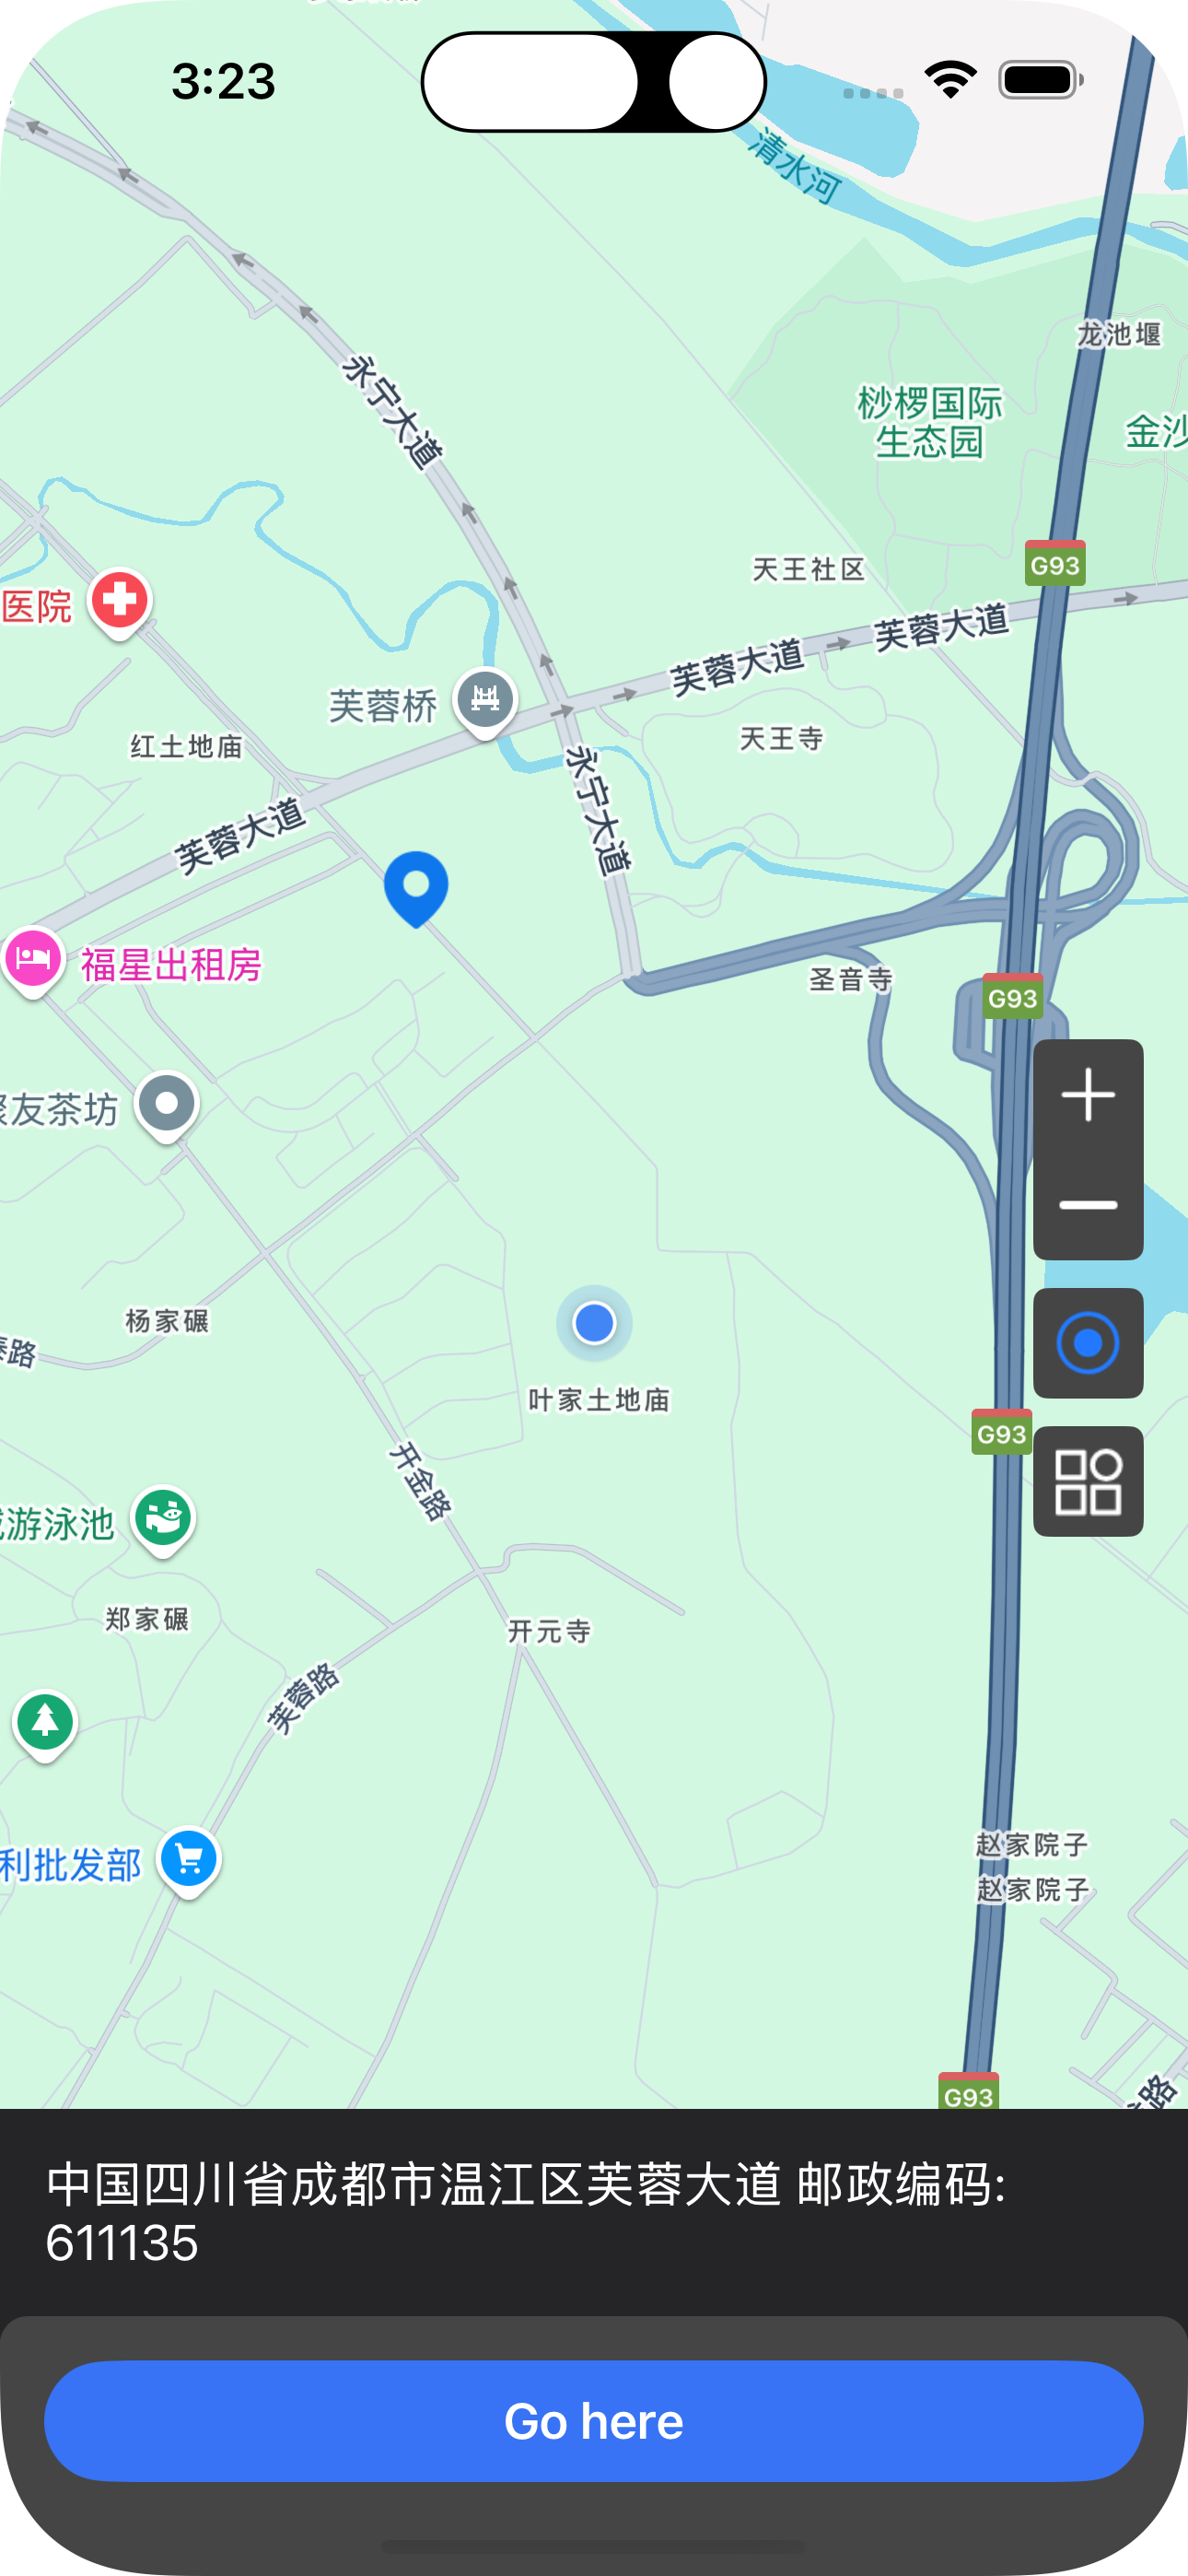 3:23
清水河
龙池堰
桫椤国际
生态园
金沙
永宁大道
G93
天王社区
医院
芙蓉大道
芙蓉大道
芙蓉桥
天王寺
红土地庙
永宁大道
芙蓉大道
福星出租房
圣音寺
G93
友茶坊
杨家碾
路
叶家土地庙
G93
开金路
游泳池
郑家碾
开元寺
芙蓉路
赵家院子
利批发部
赵家院子
路
G93
中国四川省成都市温江区芙蓉大道 邮政编码:
611135
Go here